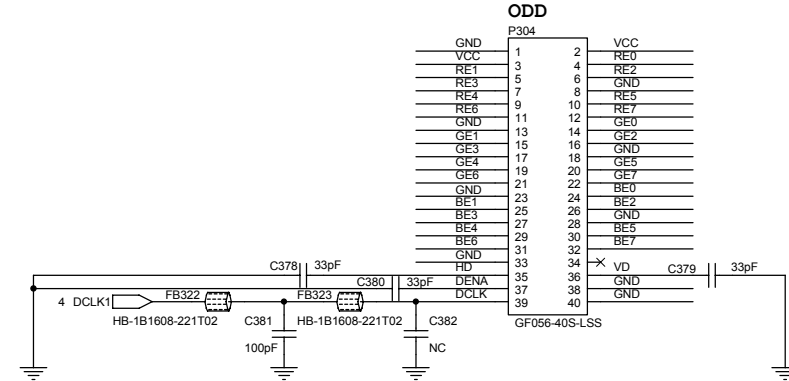 ODD
P304
GND 1 2 VCC
VCC 3 4 RE0
RE1 5 6 RE2
RE3 7 8 GND
RE4 9 10 RE5
RE6 11 12 RE7
GND 13 14 GE0
GE1 15 16 GE2
GE3 17 18 GND
GE4 19 20 GE5
GE6 21 22 GE7
GND 23 24 BE0
BE1 25 26 BE2
BE3 27 28 GND
BE4 29 30 BE5
BE6 31 32 BE7
GND 33 34
C378 33pF HD 35 36 VD C379 33pF
C380 33pF DENA 37 38 GND
4 DCLK1 FB322 FB323 DCLK 39 40 GND
HB-1B1608-221T02 C381 HB-1B1608-221T02 C382 GF056-40S-LSS
100pF NC